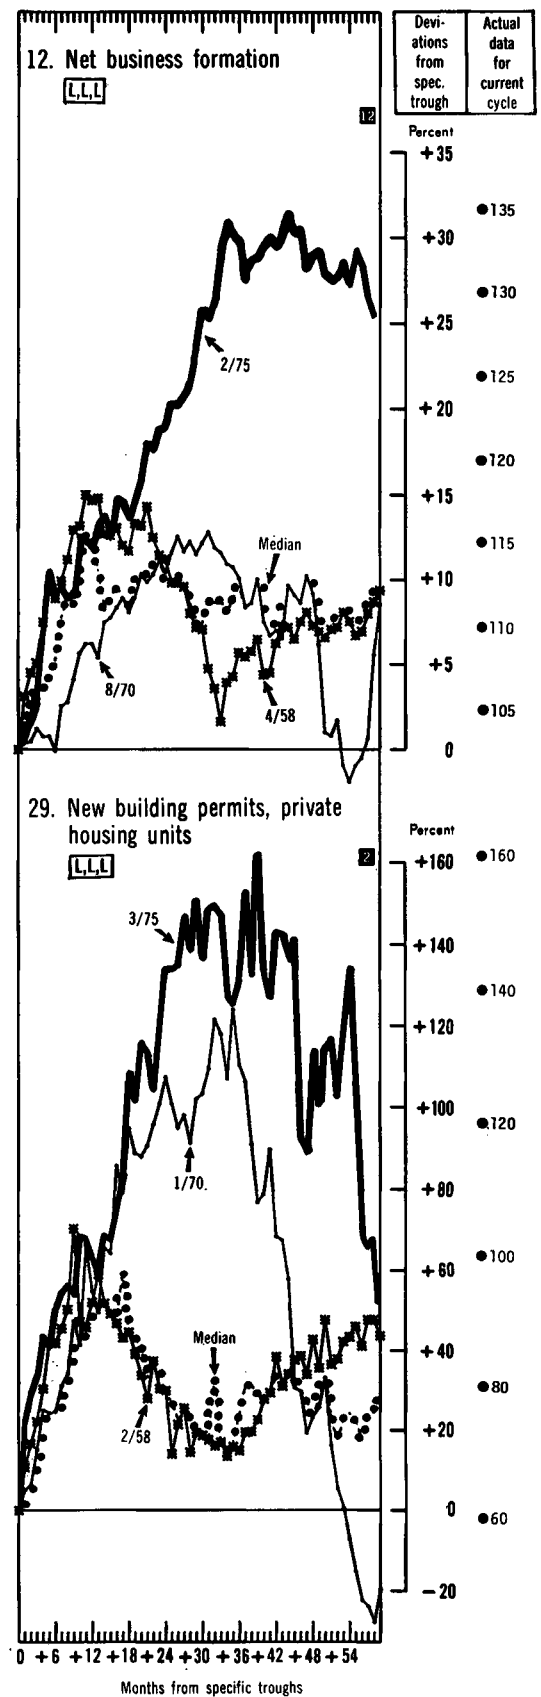 Devi-
ations
from
spec.
trough
Actual
data
for
current
cycle
12. Net business formation
L,L,L
12
Percent
+35
135
+30
130
+25
2/75
125
+20
120
+15
115
Median
+10
110
+5
8/70
4/58
105
0
29. New building permits, private
housing units
L,L,L
2
Percent
+160
160
3/75
+140
140
+120
+100
120
1/70.
+80
100
+60
Median
+40
80
2/58
+20
0
60
−20
0 +6 +12 +18 +24 +30 +36 +42 +48 +54
Months from specific troughs